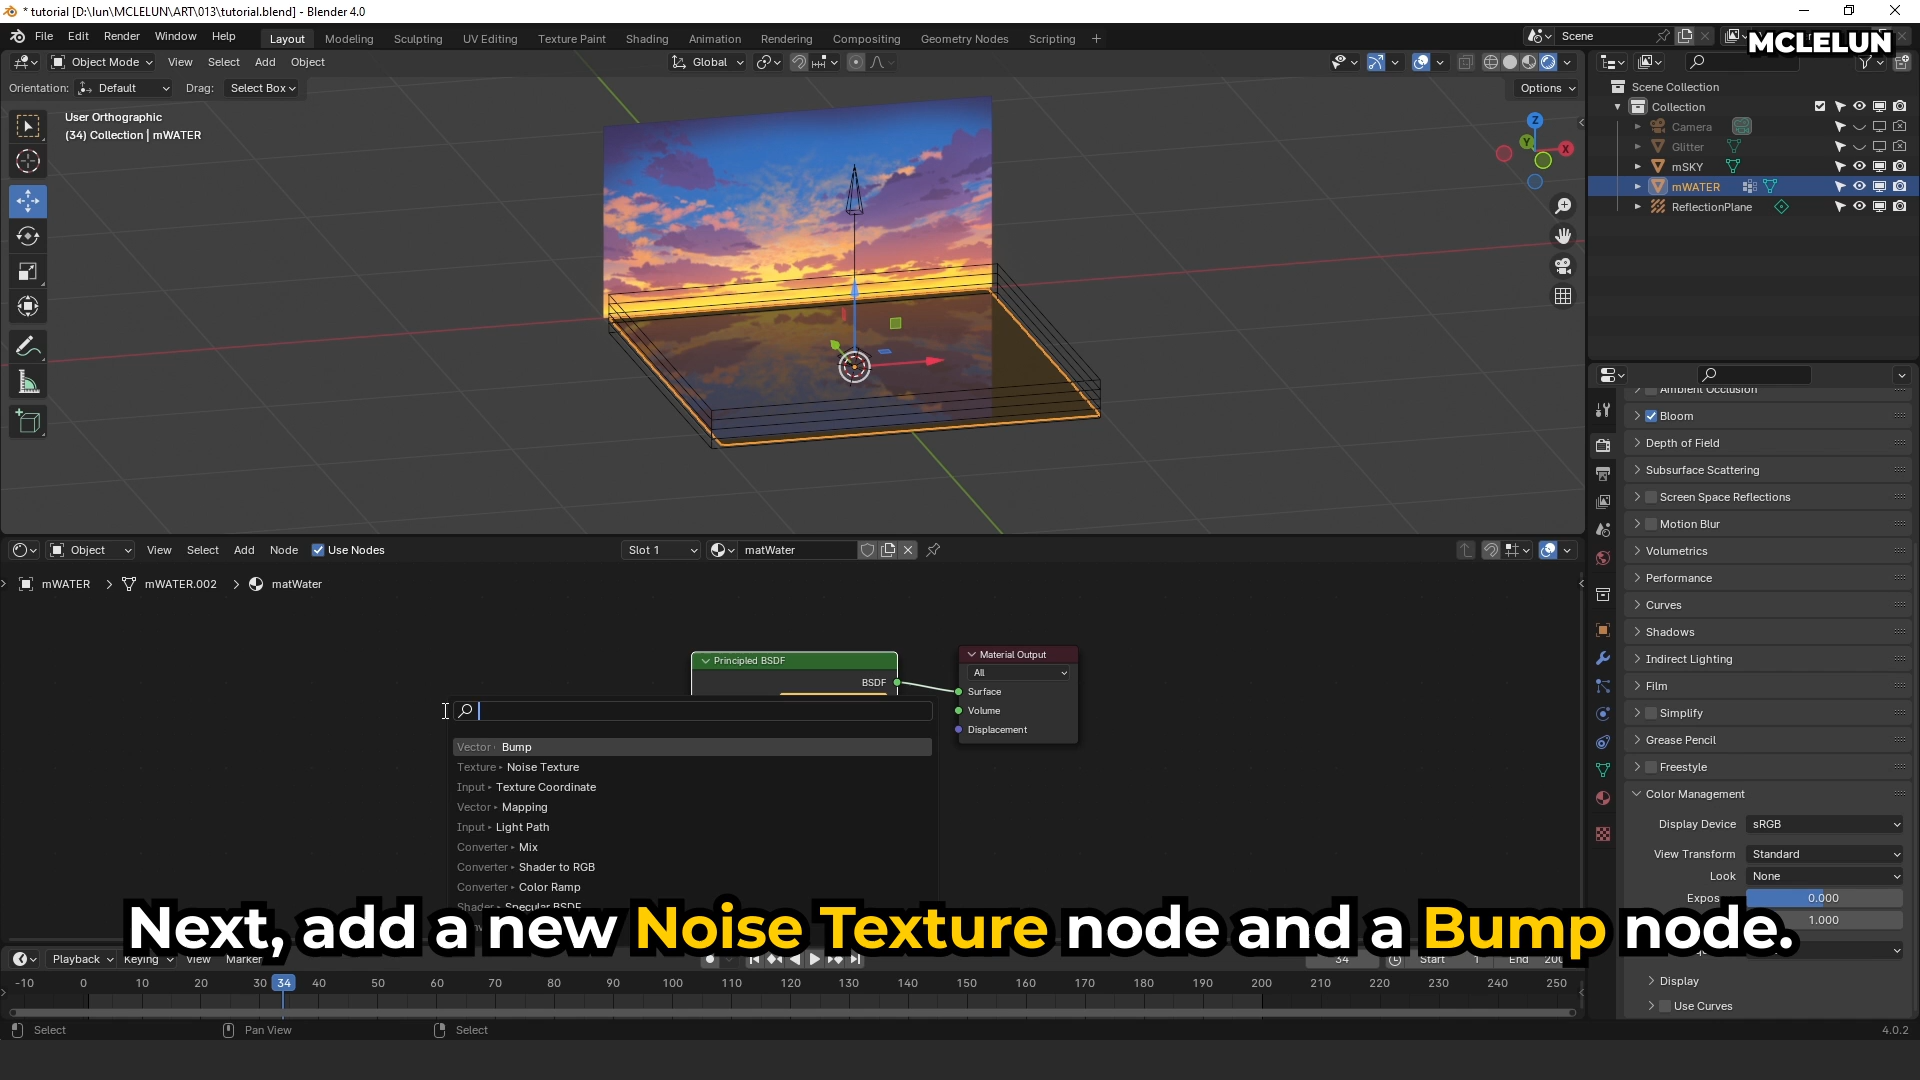 * tutorial [D:\lun\MCLELUN\ART\013\tutorial.blend] - Blender 4.0
File Edit Render Window Help Layout Modeling Sculpting UV Editing Texture Paint Shading Animation Rendering Compositing Geometry Nodes Scripting + Scene
MCLELUN
Object Mode View Select Add Object Global
Orientation: Default Drag: Select Box Options
User Orthographic
(34) Collection | mWATER
Z
Y
X
Scene Collection
Collection
Camera
Glitter
mSKY
mWATER
ReflectionPlane
Ambient Occlusion
Bloom
Depth of Field
Subsurface Scattering
Screen Space Reflections
Motion Blur
Volumetrics
Performance
Curves
Shadows
Indirect Lighting
Film
Simplify
Grease Pencil
Freestyle
Color Management
Display Device sRGB
View Transform Standard
Look None
Expos 0.000
1.000
Display
Use Curves
Object View Select Add Node Use Nodes Slot 1 matWater
mWATER > mWATER.002 > matWater
Principled BSDF
BSDF
Material Output
All
Surface
Volume
Displacement
Vector Bump
Texture Noise Texture
Input Texture Coordinate
Vector Mapping
Input Light Path
Converter Mix
Converter Shader to RGB
Converter Color Ramp
Shader Specular BSDF
Next, add a new Noise Texture node and a Bump node.
Playback Keying View Marker 34 Start 1 End 200
-10 0 10 20 30 34 40 50 60 70 80 90 100 110 120 130 140 150 160 170 180 190 200 210 220 230 240 250
Select Pan View Select 4.0.2